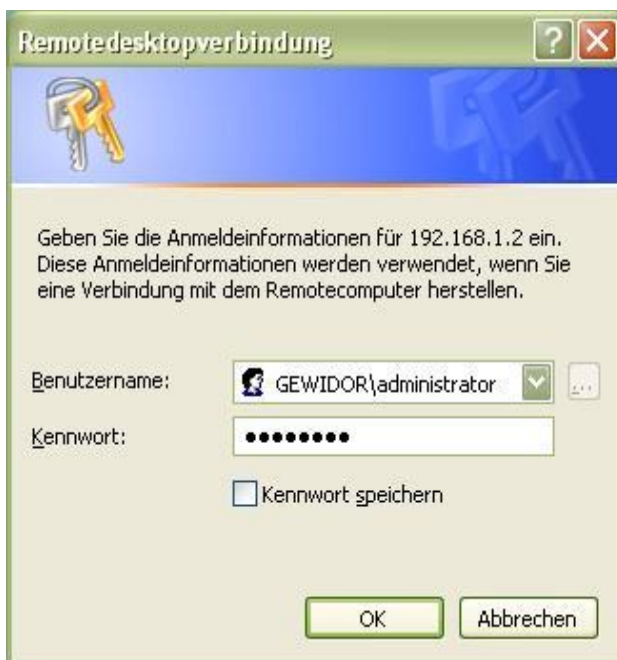 Remotedesktopverbindung
Geben Sie die Anmeldeinformationen für 192.168.1.2 ein.
Diese Anmeldeinformationen werden verwendet, wenn Sie
eine Verbindung mit dem Remotecomputer herstellen.
Benutzername: GEWIDOR\administrator ...
Kennwort: ••••••••
Kennwort speichern
OK Abbrechen